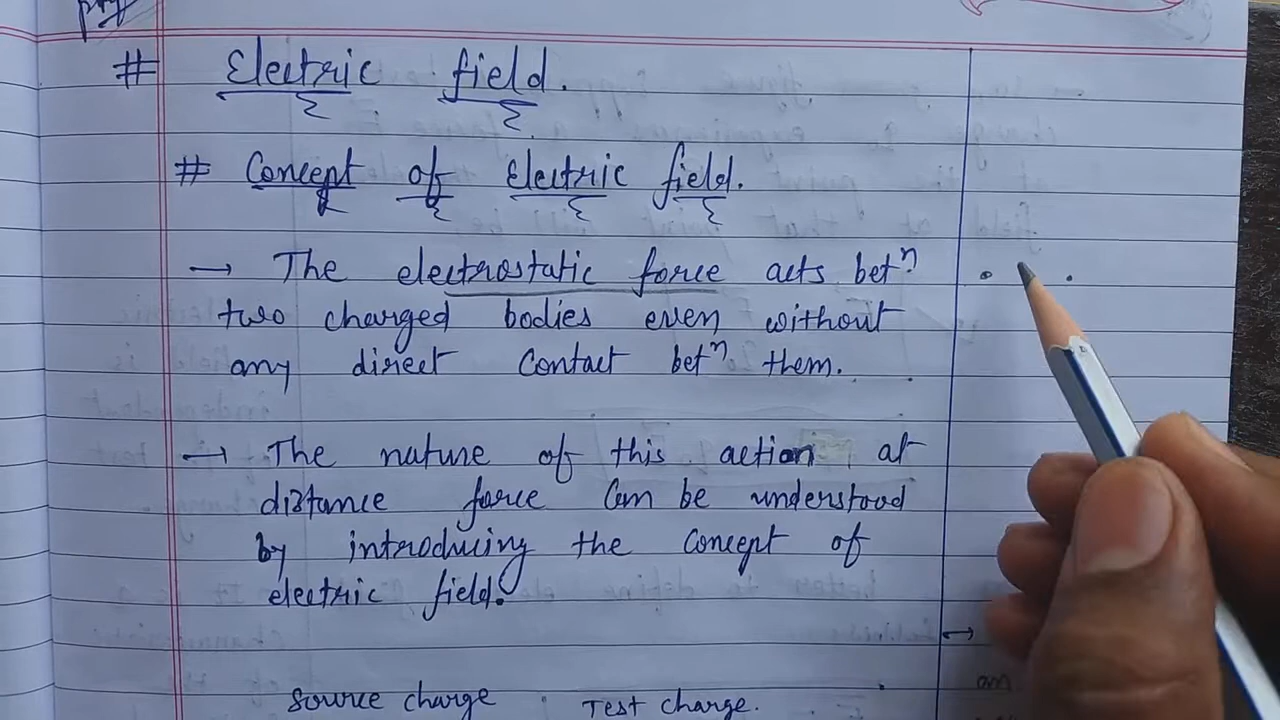 # Electric field.
# Concept of Electric field.
→ The electrostatic force acts betⁿ
two charged bodies even without
any direct contact betⁿ them.
→ The nature of this action at
distance force can be understood
by introducing the concept of
electric field.
Source charge Test charge.